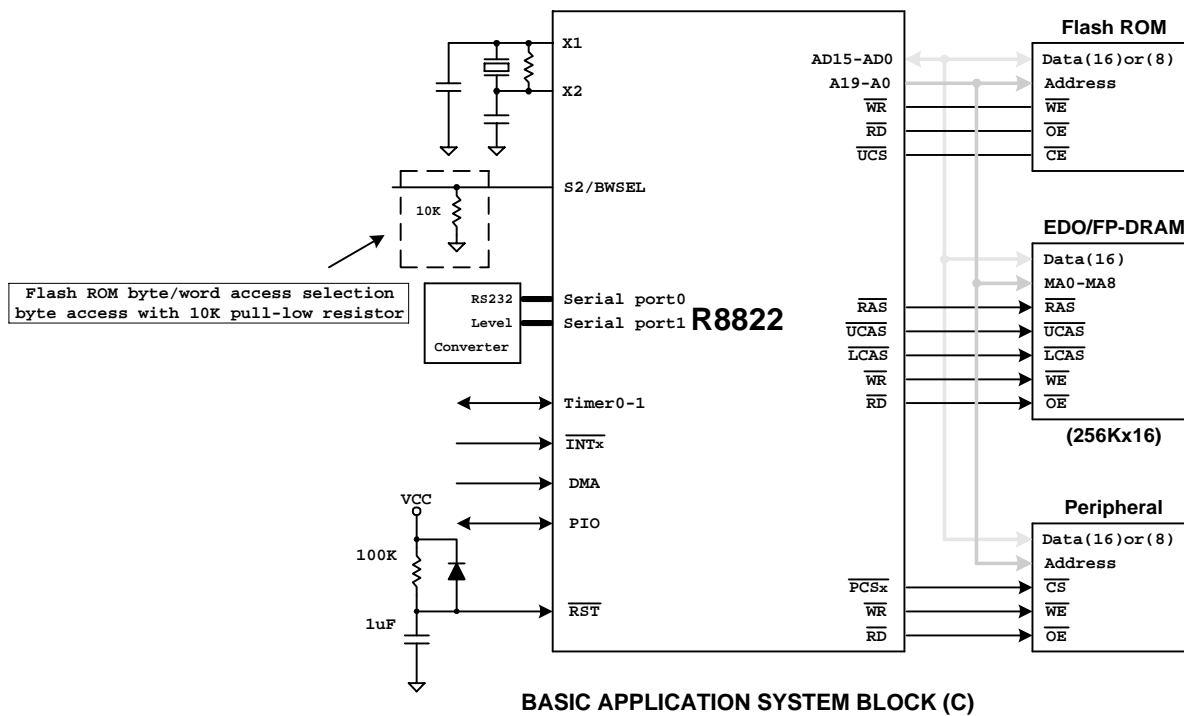 X1
X2
S2/BWSEL
10K
Flash ROM byte/word access selection
byte access with 10K pull-low resistor
RS232
Level
Converter
Serial port0
Serial port1
R8822
Timer0-1
INTx
DMA
PIO
VCC
100K
1uF
RST
AD15-AD0
A19-A0
WR
RD
UCS
RAS
UCAS
LCAS
WR
RD
PCSx
WR
RD
Flash ROM
Data(16)or(8)
Address
WE
OE
CE
EDO/FP-DRAM
Data(16)
MA0-MA8
RAS
UCAS
LCAS
WE
OE
(256Kx16)
Peripheral
Data(16)or(8)
Address
CS
WE
OE
BASIC APPLICATION SYSTEM BLOCK (C)